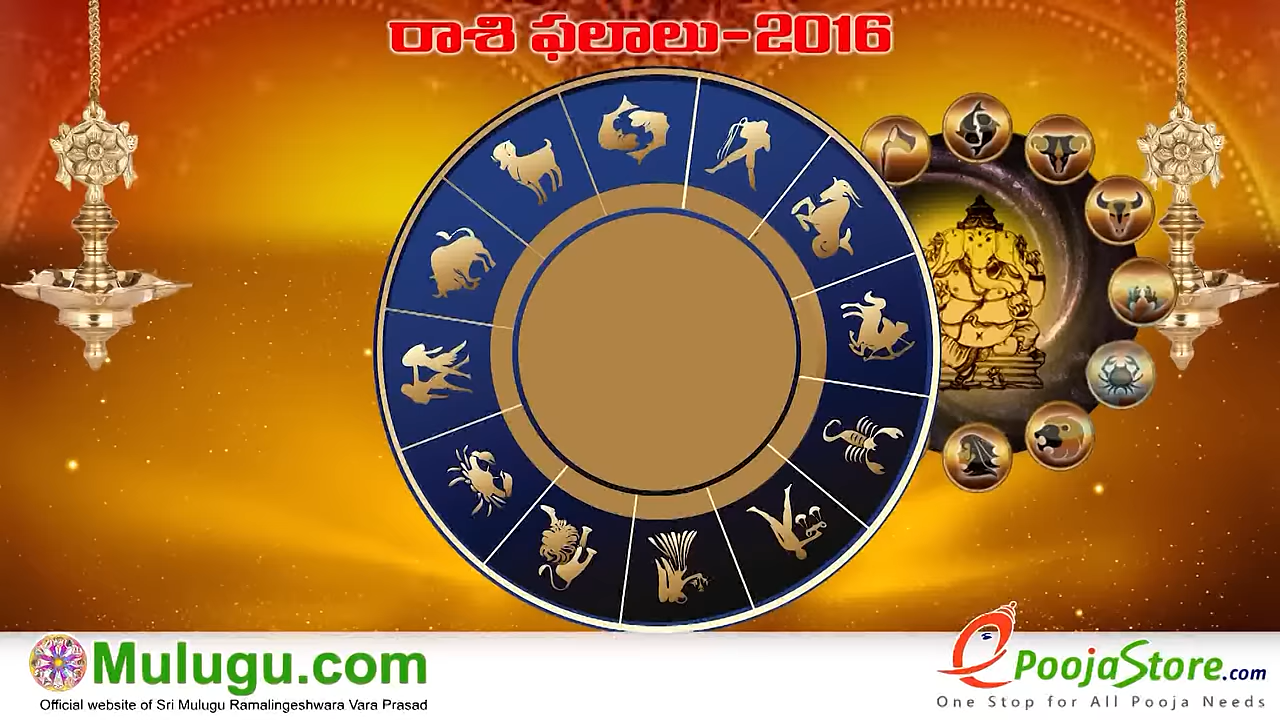 రాశి ఫలాలు-2016
Mulugu.com
Official website of Sri Mulugu Ramalingeshwara Vara Prasad
ePoojaStore.com
One Stop for All Pooja Needs